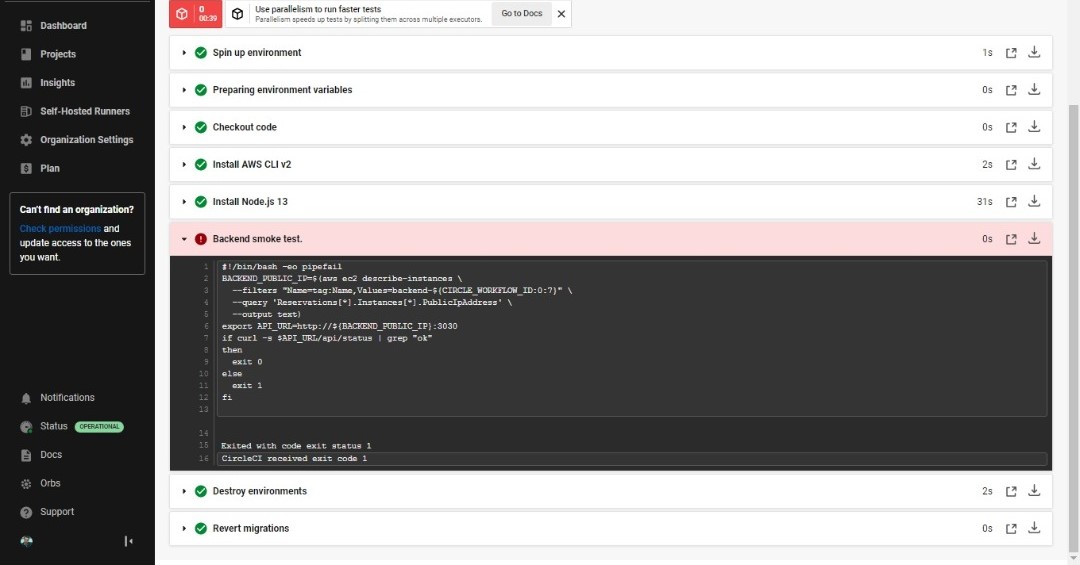 Dashboard
Projects
Insights
Self-Hosted Runners
Organization Settings
Plan
Can't find an organization?
Check permissions and
update access to the ones
you want.
Notifications
Status OPERATIONAL
Docs
Orbs
Support
0
00:39
Use parallelism to run faster tests
Parallelism speeds up tests by splitting them across multiple executors.
Go to Docs
Spin up environment 1s
Preparing environment variables 0s
Checkout code 0s
Install AWS CLI v2 2s
Install Node.js 13 31s
Backend smoke test. 0s
1 #!/bin/bash -eo pipefail
2 BACKEND_PUBLIC_IP=$(aws ec2 describe-instances \
3 --filters "Name=tag:Name,Values=backend-${CIRCLE_WORKFLOW_ID:0:7}" \
4 --query 'Reservations[*].Instances[*].PublicIpAddress' \
5 --output text)
6 export API_URL=http://${BACKEND_PUBLIC_IP}:3030
7 if curl -s $API_URL/api/status | grep "ok"
8 then
9 exit 0
10 else
11 exit 1
12 fi
13
14
15 Exited with code exit status 1
16 CircleCI received exit code 1
Destroy environments 2s
Revert migrations 0s